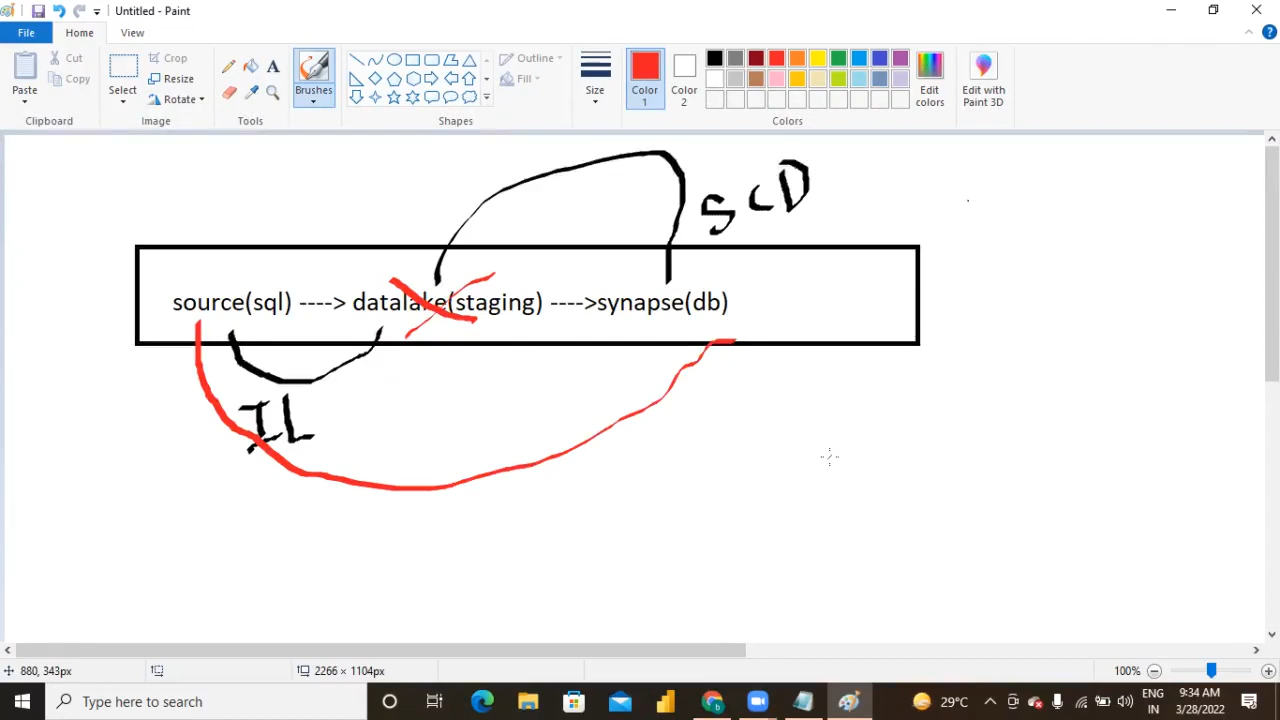 Untitled - Paint
File Home View
Paste Cut Copy Clipboard
Select Crop Resize Rotate Image
A Tools
Brushes
Outline Fill Shapes
Size
Color 1 Color 2 Edit colors Colors
Edit with Paint 3D
SCD
source(sql) ----> datalake(staging) ---->synapse(db)
IL
880, 343px 2266 × 1104px 100%
Type here to search 29°C ENG IN 9:34 AM 3/28/2022